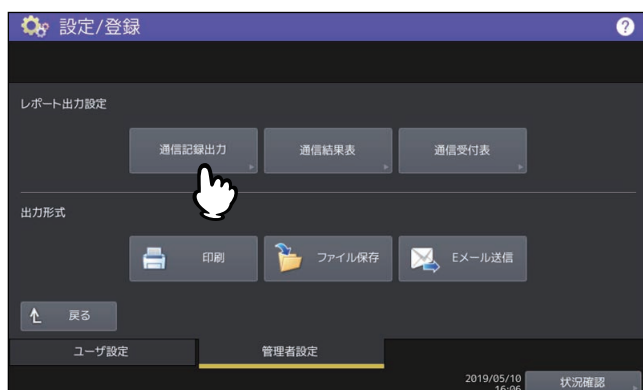 設定/登録
?
レポート出力設定
通信記録出力
通信結果表
通信受付表
出力形式
印刷
ファイル保存
Eメール送信
戻る
ユーザ設定
管理者設定
2019/05/10
16:06
状況確認